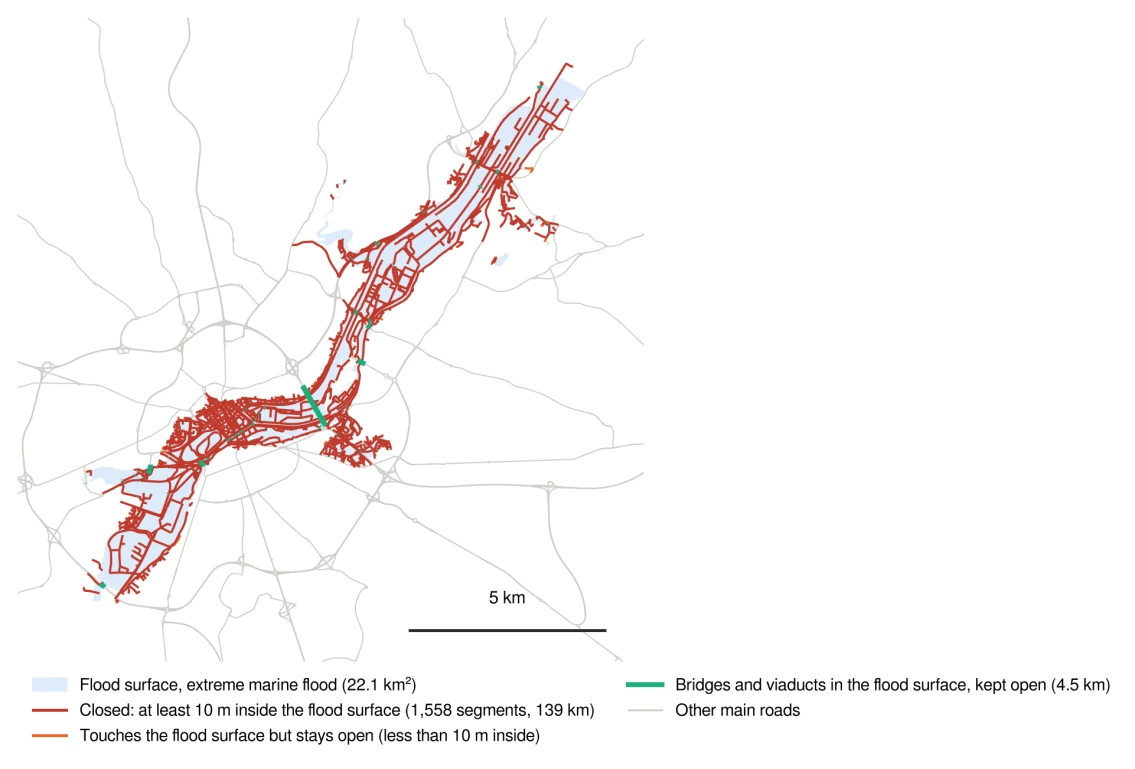 5 km
Flood surface, extreme marine flood (22.1 km²)
Closed: at least 10 m inside the flood surface (1,558 segments, 139 km)
Touches the flood surface but stays open (less than 10 m inside)
Bridges and viaducts in the flood surface, kept open (4.5 km)
Other main roads